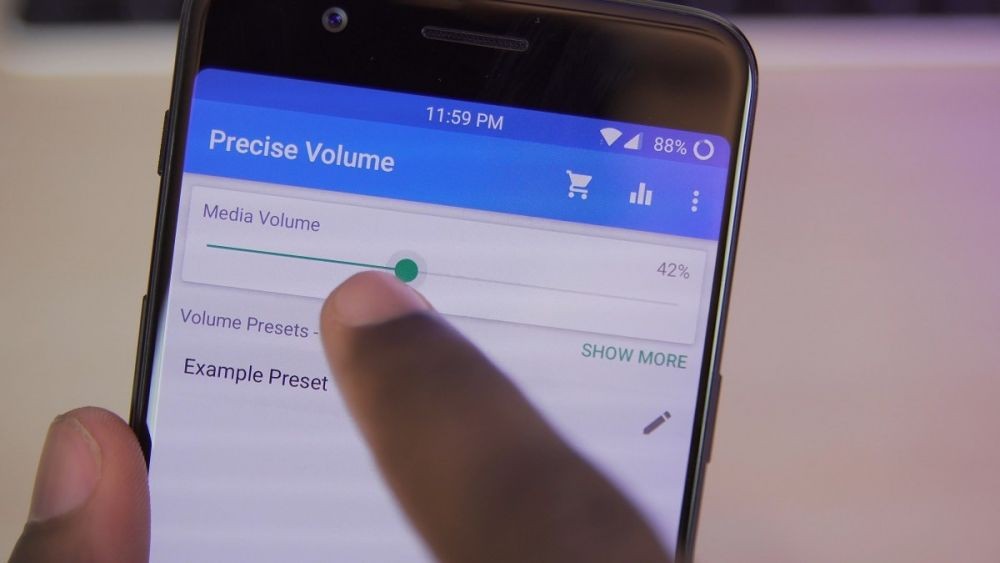 11:59 PM
88%
Precise Volume
Media Volume
42%
Volume Presets -
SHOW MORE
Example Preset